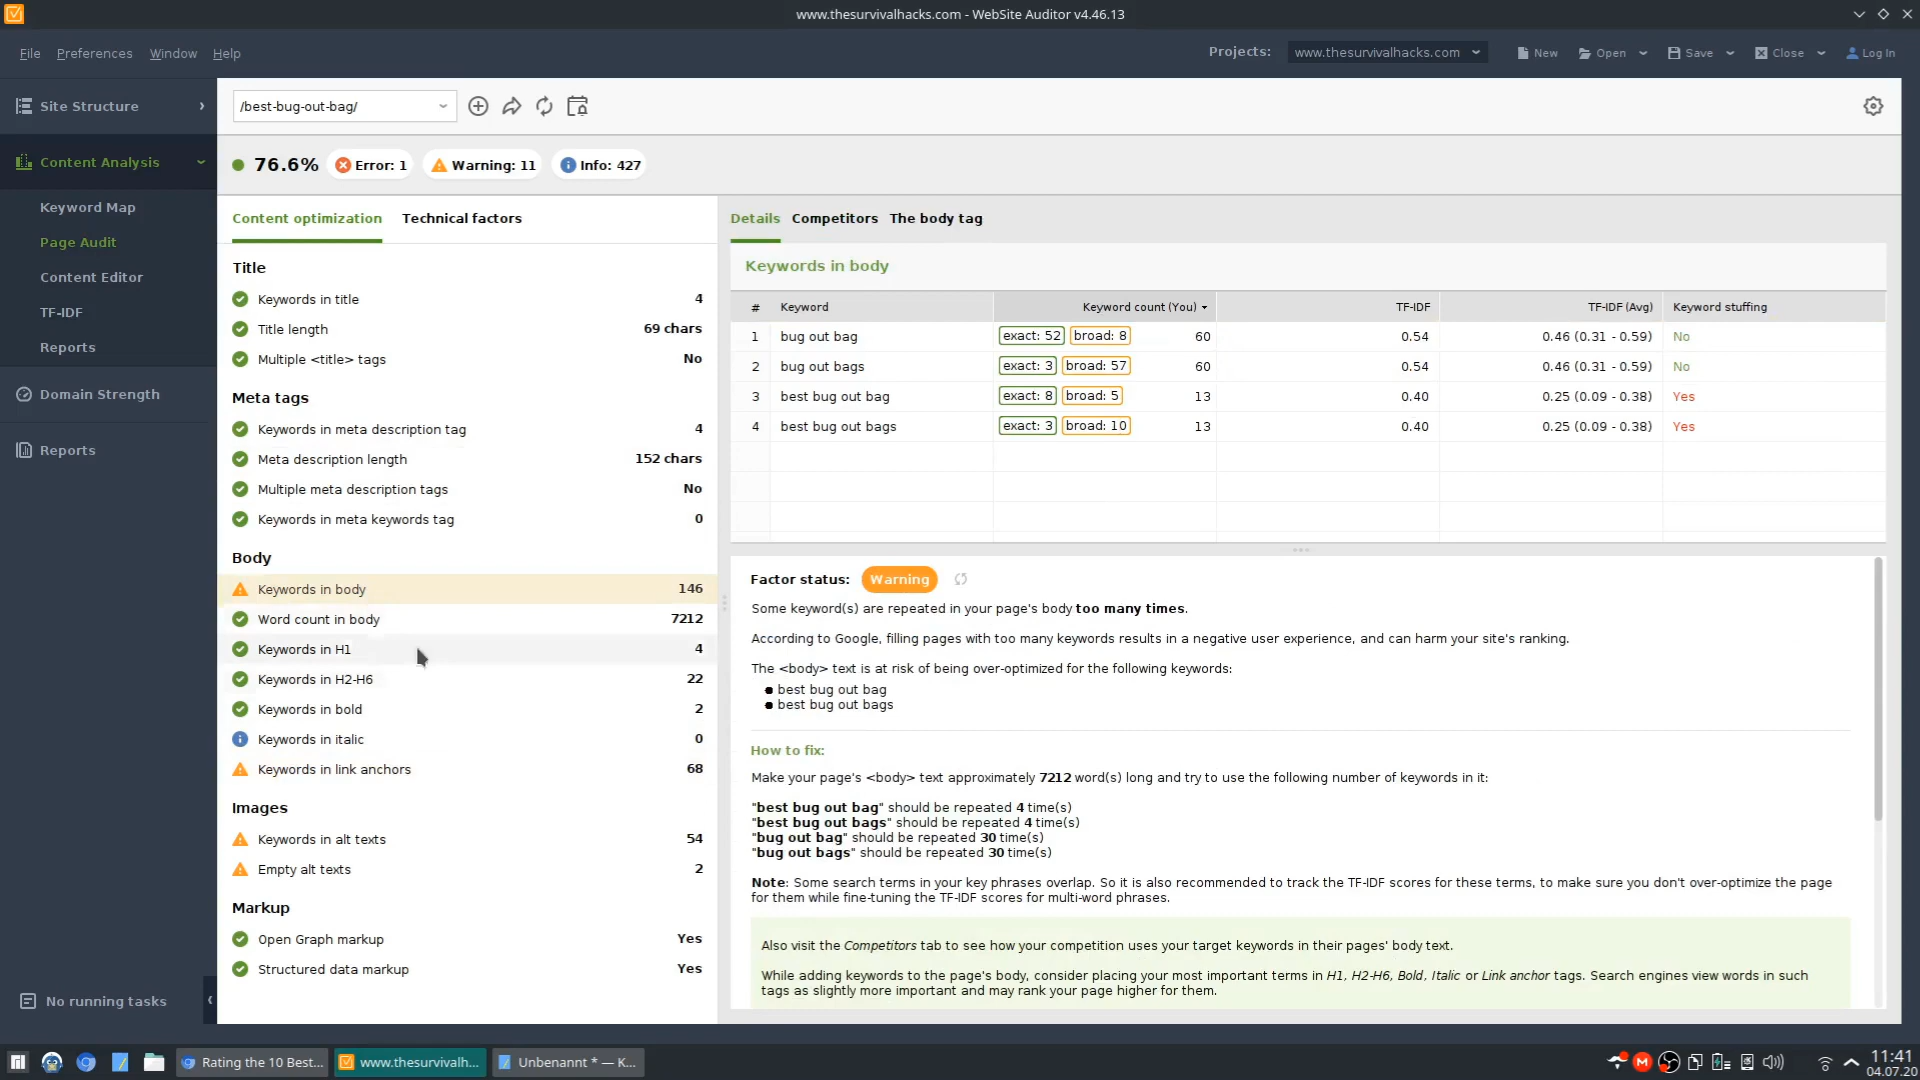 www.thesurvivalhacks.com - WebSite Auditor v4.46.13
File Preferences Window Help
Projects: www.thesurvivalhacks.com New Open Save Close Log In
Site Structure
Content Analysis
Keyword Map
Page Audit
Content Editor
TF-IDF
Reports
Domain Strength
Reports
No running tasks
/best-bug-out-bag/
76.6% Error: 1 Warning: 11 Info: 427
Content optimization Technical factors
Title
Keywords in title 4
Title length 69 chars
Multiple <title> tags No
Meta tags
Keywords in meta description tag 4
Meta description length 152 chars
Multiple meta description tags No
Keywords in meta keywords tag 0
Body
Keywords in body 146
Word count in body 7212
Keywords in H1 4
Keywords in H2-H6 22
Keywords in bold 2
Keywords in italic 0
Keywords in link anchors 68
Images
Keywords in alt texts 54
Empty alt texts 2
Markup
Open Graph markup Yes
Structured data markup Yes
Details Competitors The body tag
Keywords in body
# Keyword Keyword count (You) TF-IDF TF-IDF (Avg) Keyword stuffing
1 bug out bag exact: 52 broad: 8 60 0.54 0.46 (0.31 - 0.59) No
2 bug out bags exact: 3 broad: 57 60 0.54 0.46 (0.31 - 0.59) No
3 best bug out bag exact: 8 broad: 5 13 0.40 0.25 (0.09 - 0.38) Yes
4 best bug out bags exact: 3 broad: 10 13 0.40 0.25 (0.09 - 0.38) Yes
Factor status: Warning
Some keyword(s) are repeated in your page's body too many times.
According to Google, filling pages with too many keywords results in a negative user experience, and can harm your site's ranking.
The <body> text is at risk of being over-optimized for the following keywords:
● best bug out bag
● best bug out bags
How to fix:
Make your page's <body> text approximately 7212 word(s) long and try to use the following number of keywords in it:
"best bug out bag" should be repeated 4 time(s)
"best bug out bags" should be repeated 4 time(s)
"bug out bag" should be repeated 30 time(s)
"bug out bags" should be repeated 30 time(s)
Note: Some search terms in your key phrases overlap. So it is also recommended to track the TF-IDF scores for these terms, to make sure you don't over-optimize the page
for them while fine-tuning the TF-IDF scores for multi-word phrases.
Also visit the Competitors tab to see how your competition uses your target keywords in their pages' body text.
While adding keywords to the page's body, consider placing your most important terms in H1, H2-H6, Bold, Italic or Link anchor tags. Search engines view words in such
tags as slightly more important and may rank your page higher for them.
Rating the 10 Best... www.thesurvivalh... Unbenannt * — K...
M
11:41
04.07.20